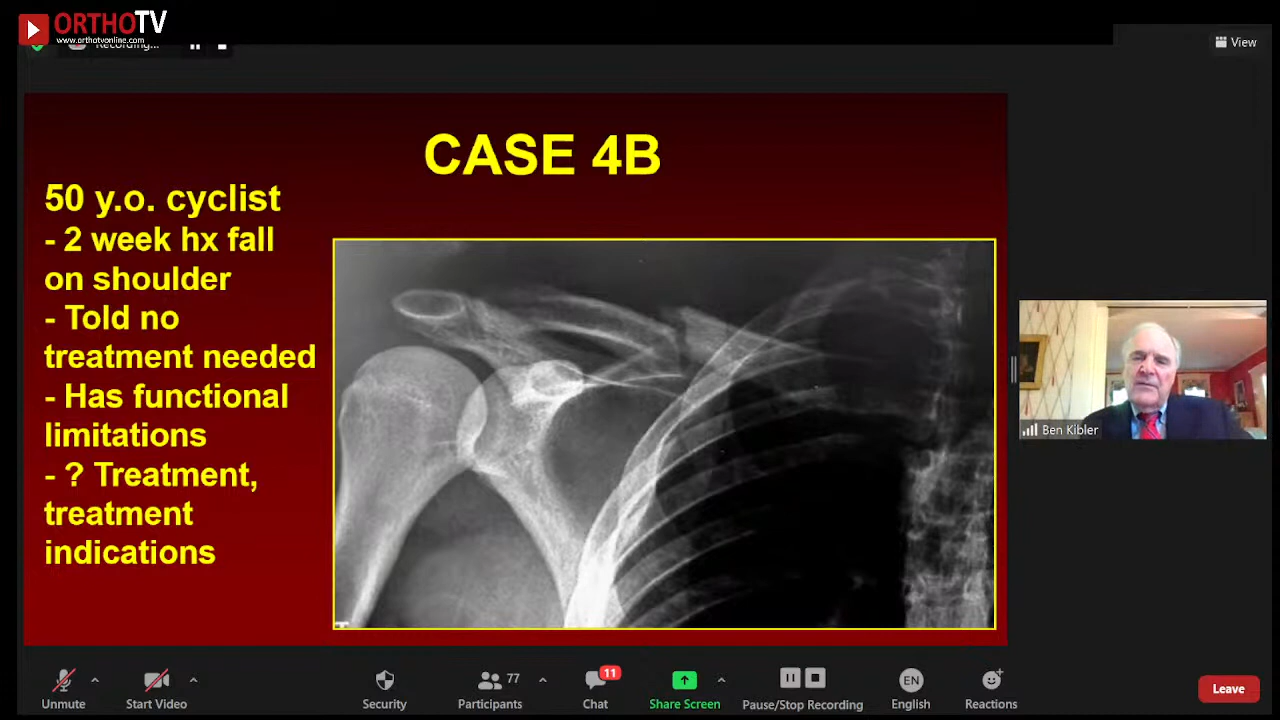 ORTHOTV
www.orthotvonline.com
Recording...
View
CASE 4B
50 y.o. cyclist
- 2 week hx fall
on shoulder
- Told no
treatment needed
- Has functional
limitations
- ? Treatment,
treatment
indications
Ben Kibler
Unmute
Start Video
Security
77
Participants
11
Chat
Share Screen
Pause/Stop Recording
EN
English
Reactions
Leave